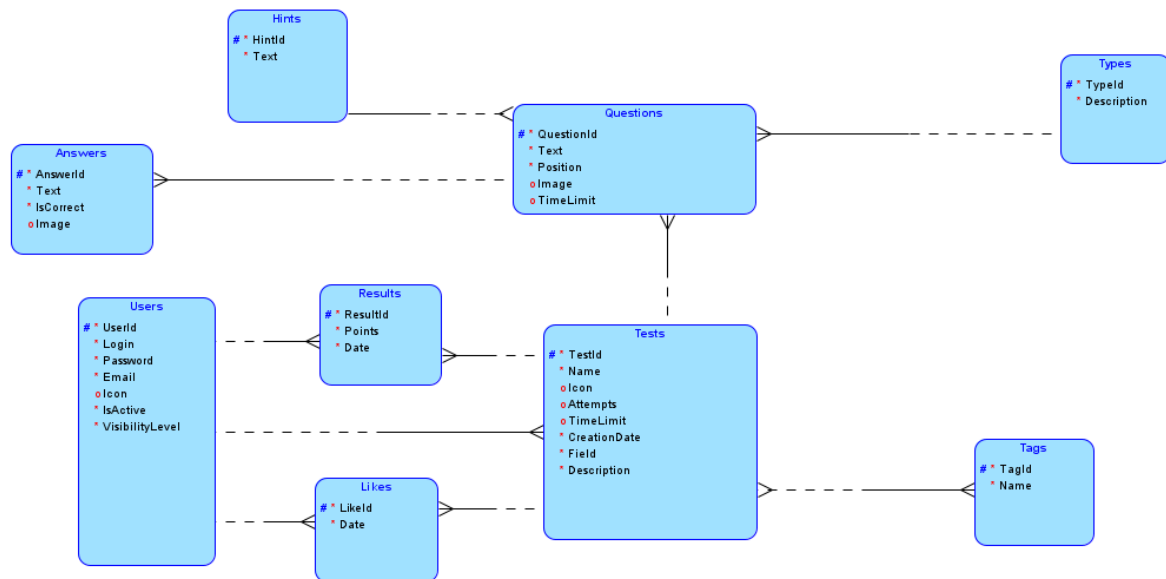 Hints
# * HintId
* Text
Types
# * TypeId
* Description
Questions
# * QuestionId
* Text
* Position
o Image
o TimeLimit
Answers
# * AnswerId
* Text
* IsCorrect
o Image
Users
# * UserId
* Login
* Password
* Email
o Icon
* IsActive
* VisibilityLevel
Results
# * ResultId
* Points
* Date
Tests
# * TestId
* Name
o Icon
o Attempts
o TimeLimit
* CreationDate
* Field
* Description
Tags
# * TagId
* Name
Likes
# * LikeId
* Date